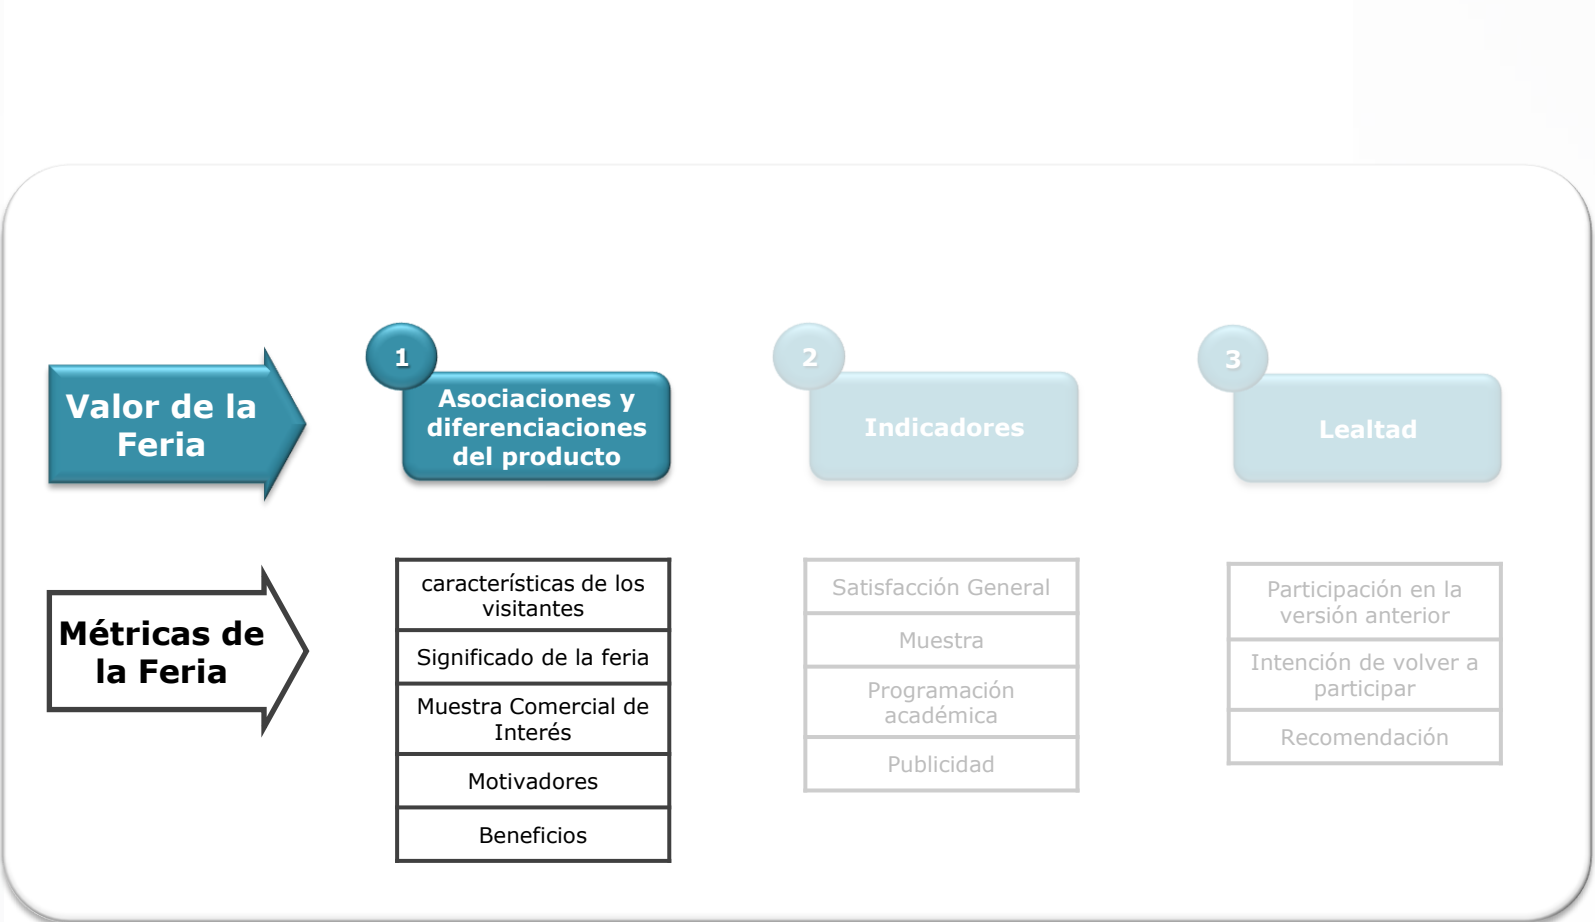 Valor de la
Feria
1
Asociaciones y
diferenciaciones
del producto
2
Indicadores
3
Lealtad
Métricas de
la Feria
características de los
visitantes
Significado de la feria
Muestra Comercial de
Interés
Motivadores
Beneficios
Satisfacción General
Muestra
Programación
académica
Publicidad
Participación en la
versión anterior
Intención de volver a
participar
Recomendación